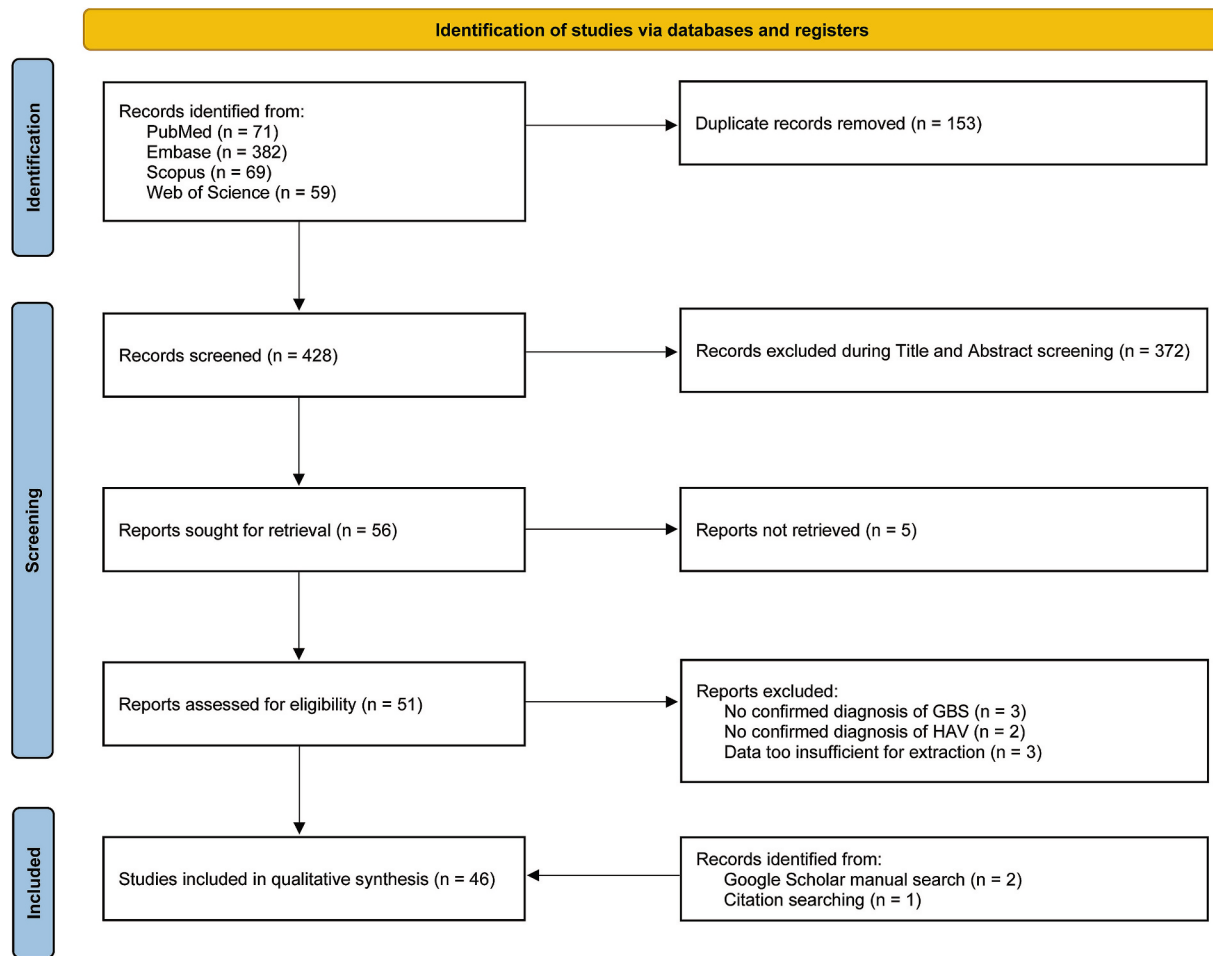 Identification of studies via databases and registers
Identification
Records identified from:
PubMed (n = 71)
Embase (n = 382)
Scopus (n = 69)
Web of Science (n = 59)
Duplicate records removed (n = 153)
Screening
Records screened (n = 428)
Records excluded during Title and Abstract screening (n = 372)
Reports sought for retrieval (n = 56)
Reports not retrieved (n = 5)
Reports assessed for eligibility (n = 51)
Reports excluded:
No confirmed diagnosis of GBS (n = 3)
No confirmed diagnosis of HAV (n = 2)
Data too insufficient for extraction (n = 3)
Included
Studies included in qualitative synthesis (n = 46)
Records identified from:
Google Scholar manual search (n = 2)
Citation searching (n = 1)